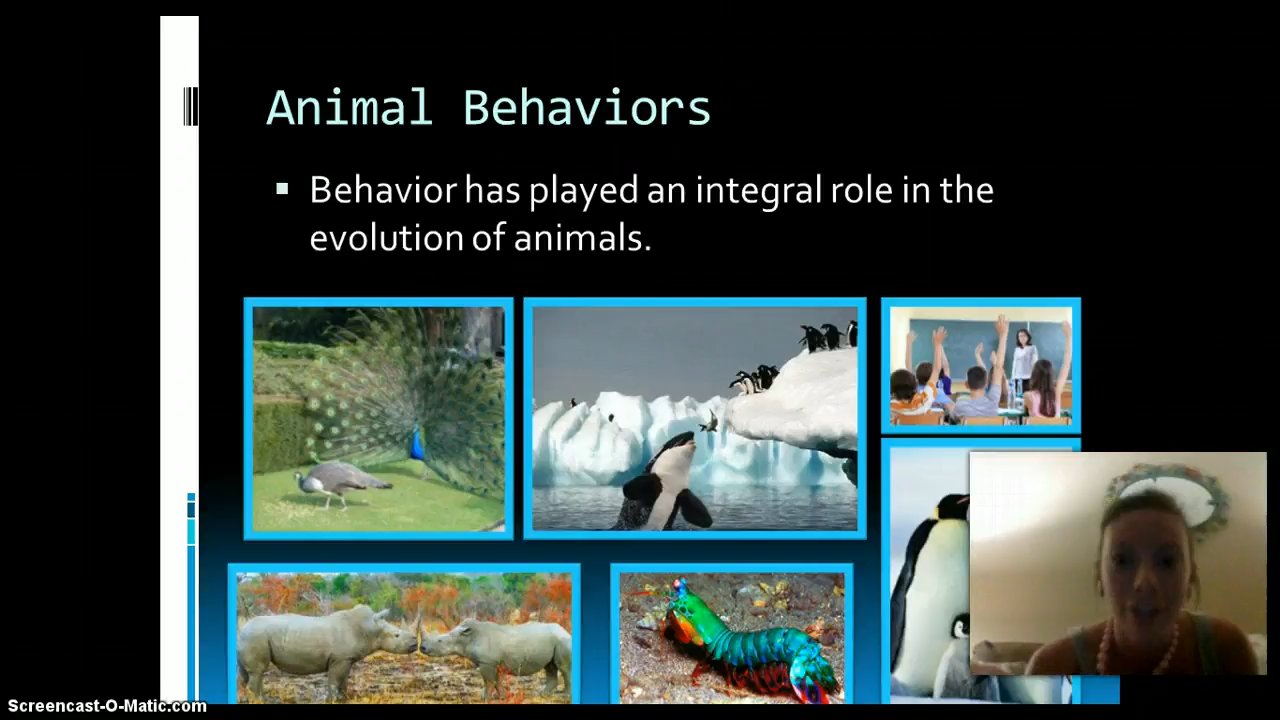 Animal Behaviors
Behavior has played an integral role in the
evolution of animals.
Screencast-O-Matic.com